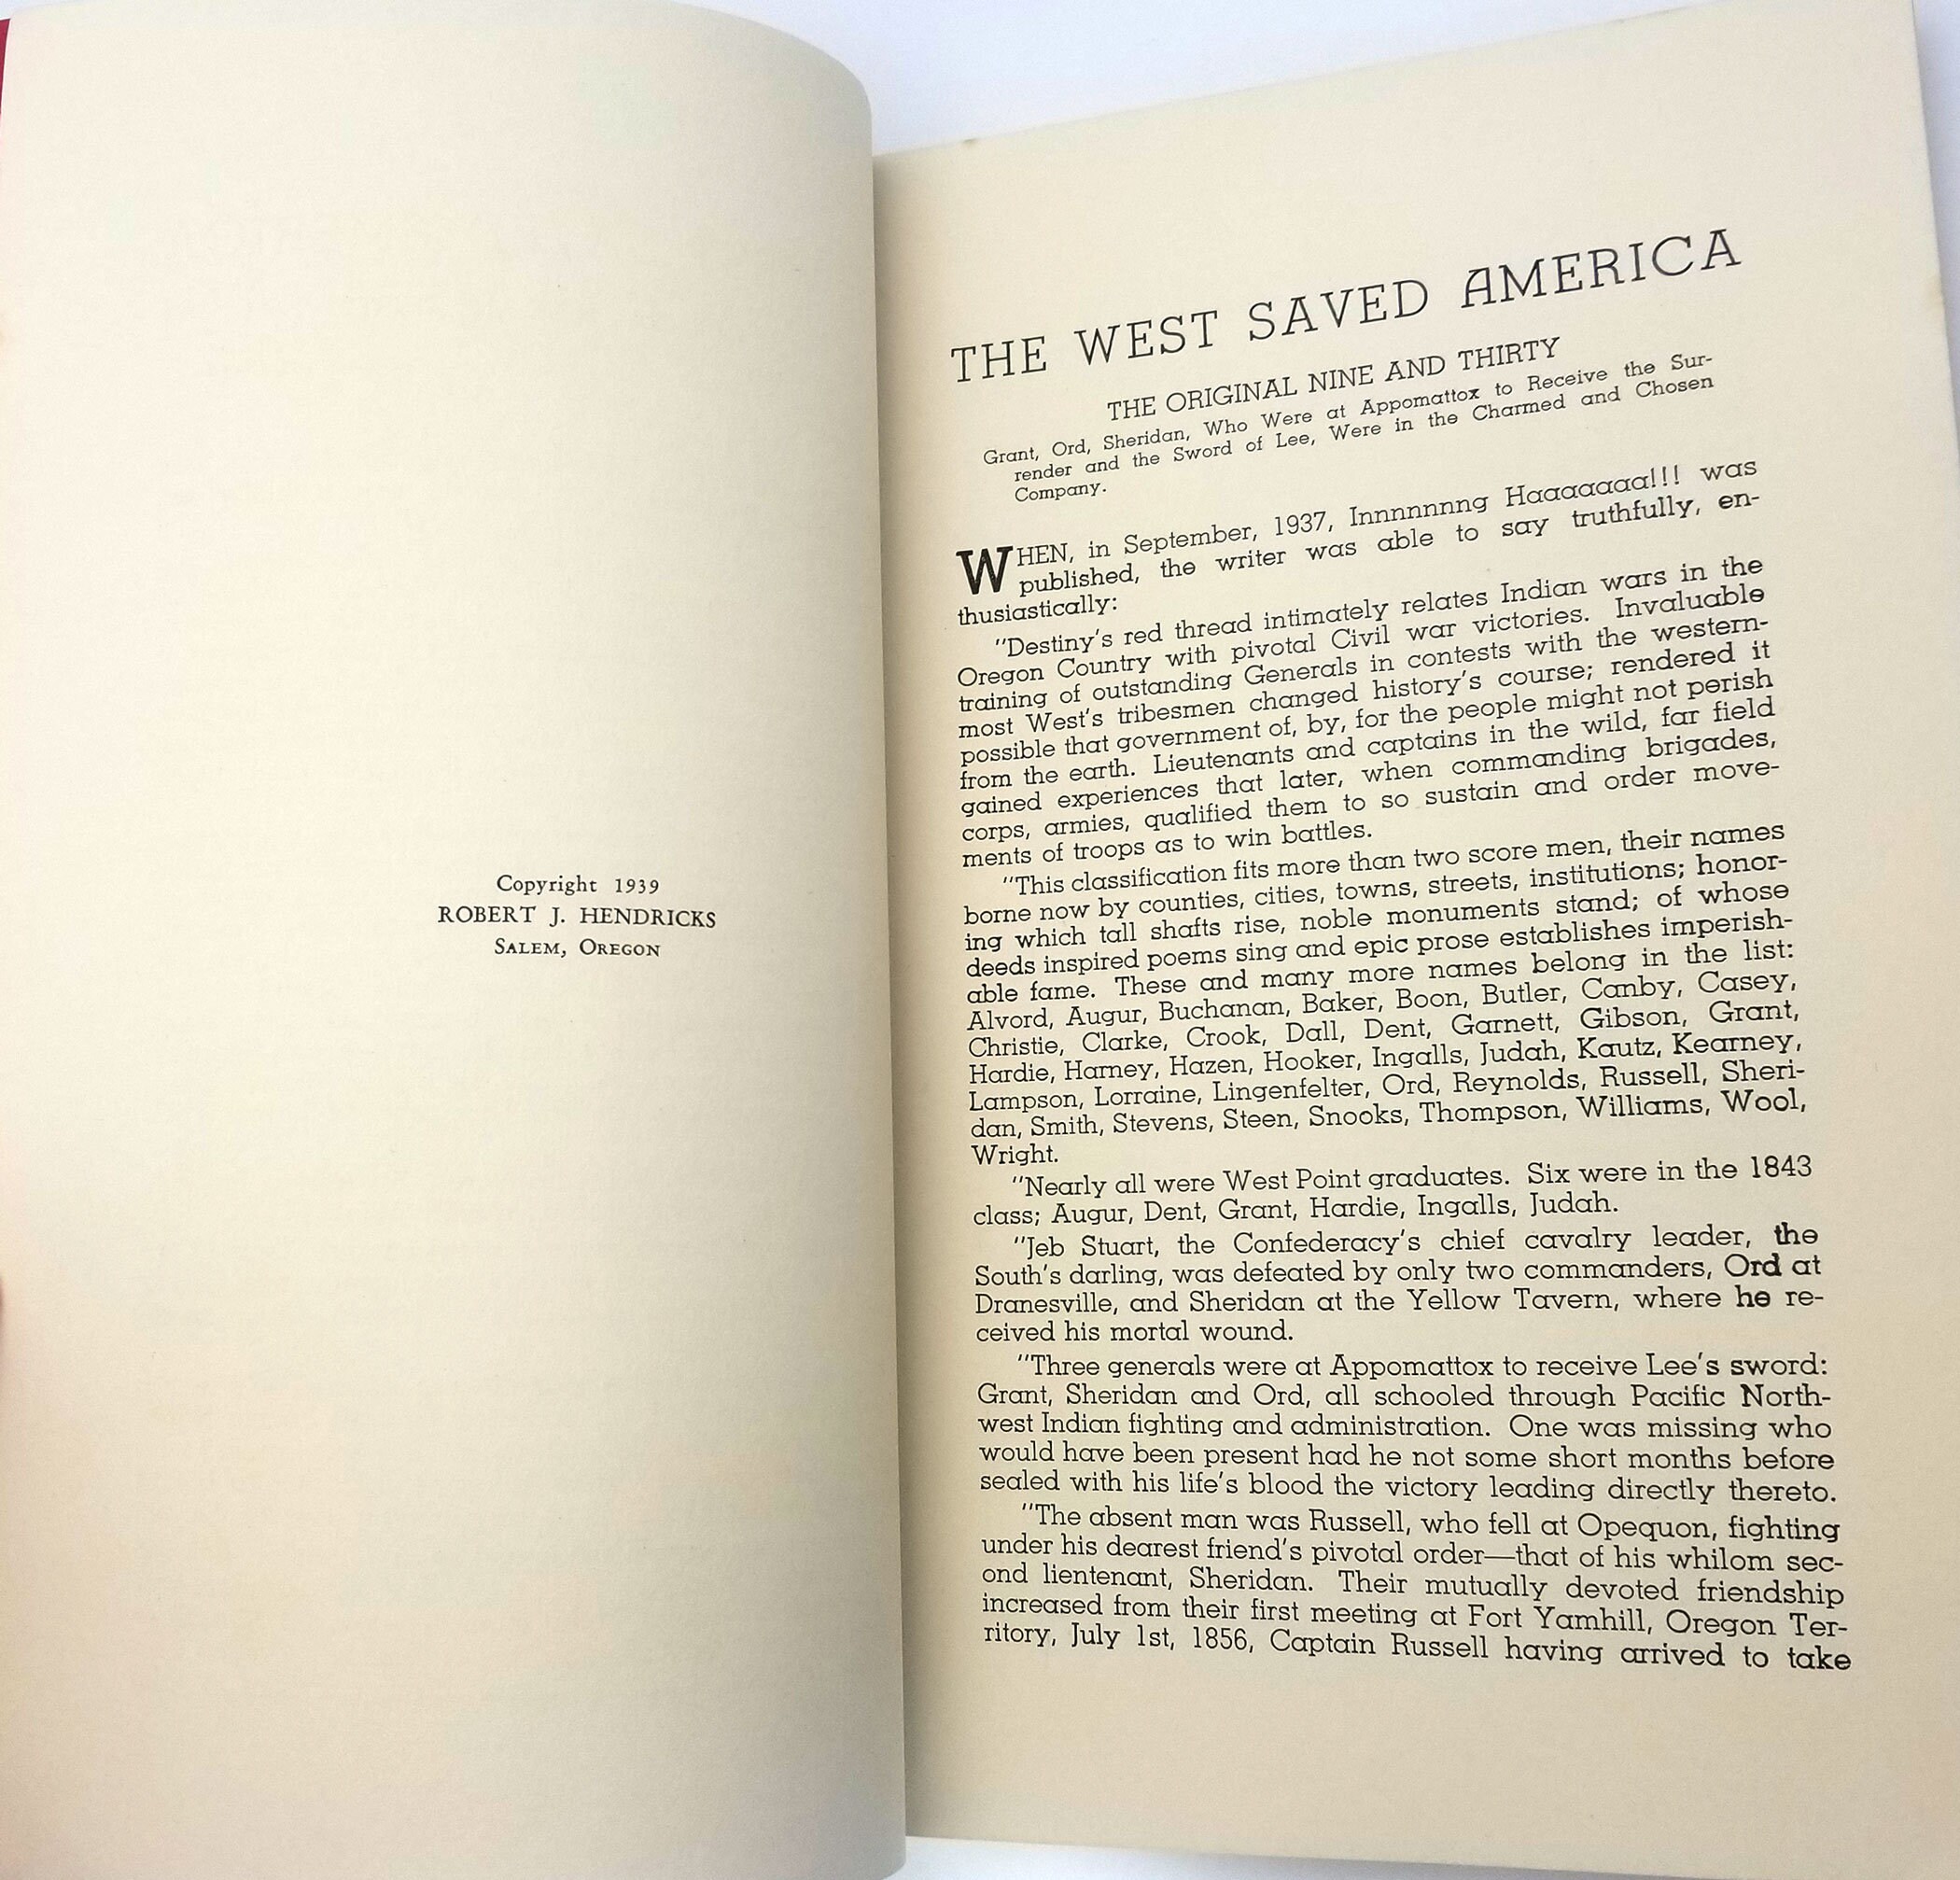 Copyright 1939
ROBERT J. HENDRICKS
SALEM, OREGON
THE WEST SAVED AMERICA
THE ORIGINAL NINE AND THIRTY
Grant, Ord, Sheridan, Who Were at Appomattox to Receive the Sur-
render and the Sword of Lee, Were in the Charmed and Chosen
Company.
WHEN, in September, 1937, Innnnnnng Haaaaaaa!!! was
published, the writer was able to say truthfully, en-
thusiastically:
"Destiny's red thread intimately relates Indian wars in the
Oregon Country with pivotal Civil war victories. Invaluable
training of outstanding Generals in contests with the western-
most West's tribesmen changed history's course; rendered it
possible that government of, by, for the people might not perish
from the earth. Lieutenants and captains in the wild, far field
gained experiences that later, when commanding brigades,
corps, armies, qualified them to so sustain and order move-
ments of troops as to win battles.
"This classification fits more than two score men, their names
borne now by counties, cities, towns, streets, institutions; honor-
ing which tall shafts rise, noble monuments stand; of whose
deeds inspired poems sing and epic prose establishes imperish-
able fame. These and many more names belong in the list:
Alvord, Augur, Buchanan, Baker, Boon, Butler, Canby, Casey,
Christie, Clarke, Crook, Dall, Dent, Garnett, Gibson, Grant,
Hardie, Harney, Hazen, Hooker, Ingalls, Judah, Kautz, Kearney,
Lampson, Lorraine, Lingenfelter, Ord, Reynolds, Russell, Sheri-
dan, Smith, Stevens, Steen, Snooks, Thompson, Williams, Wool,
Wright.
"Nearly all were West Point graduates. Six were in the 1843
class; Augur, Dent, Grant, Hardie, Ingalls, Judah.
"Jeb Stuart, the Confederacy's chief cavalry leader, the
South's darling, was defeated by only two commanders, Ord at
Dranesville, and Sheridan at the Yellow Tavern, where he re-
ceived his mortal wound.
"Three generals were at Appomattox to receive Lee's sword:
Grant, Sheridan and Ord, all schooled through Pacific North-
west Indian fighting and administration. One was missing who
would have been present had he not some short months before
sealed with his life's blood the victory leading directly thereto.
"The absent man was Russell, who fell at Opequon, fighting
under his dearest friend's pivotal order—that of his whilom sec-
ond lientenant, Sheridan. Their mutually devoted friendship
increased from their first meeting at Fort Yamhill, Oregon Ter-
ritory, July 1st, 1856, Captain Russell having arrived to take